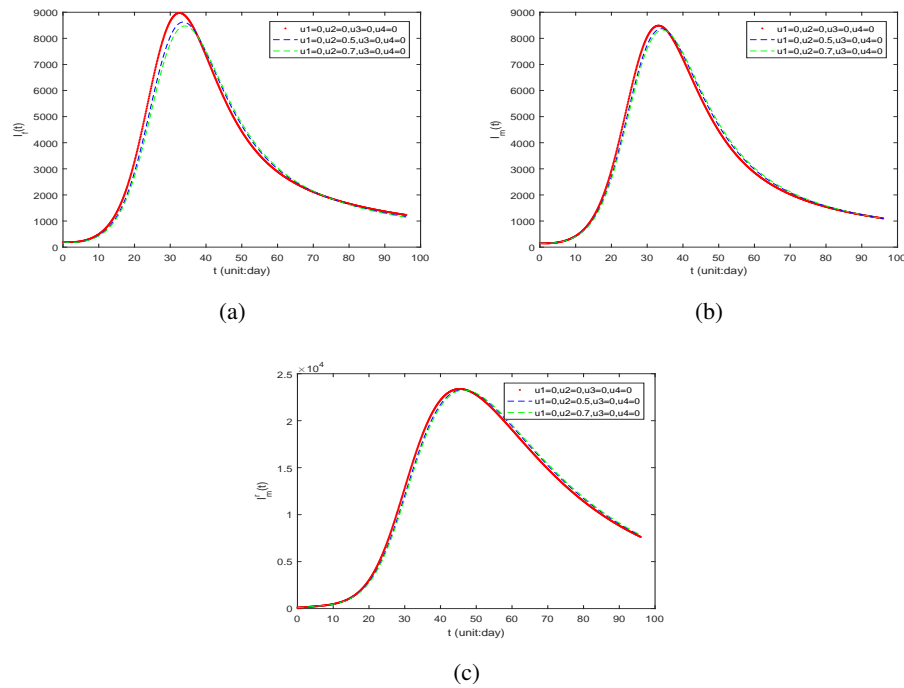 9000
8000
7000
6000
5000
4000
3000
2000
1000
0
I_f(t)
u1=0,u2=0,u3=0,u4=0
u1=0,u2=0.5,u3=0,u4=0
u1=0,u2=0.7,u3=0,u4=0
0 10 20 30 40 50 60 70 80 90 100
t (unit:day)
(a)
9000
8000
7000
6000
5000
4000
3000
2000
1000
0
I_m(t)
u1=0,u2=0,u3=0,u4=0
u1=0,u2=0.5,u3=0,u4=0
u1=0,u2=0.7,u3=0,u4=0
0 10 20 30 40 50 60 70 80 90 100
t (unit:day)
(b)
×10^4
2.5
2
1.5
1
0.5
0
I^r_m(t)
u1=0,u2=0,u3=0,u4=0
u1=0,u2=0.5,u3=0,u4=0
u1=0,u2=0.7,u3=0,u4=0
0 10 20 30 40 50 60 70 80 90 100
t (unit:day)
(c)